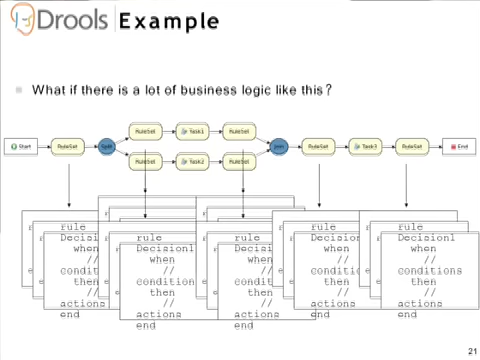 Drools Example
What if there is a lot of business logic like this?
RuleSet Task1 RuleSet
Start RuleSet Split Join RuleSet Task3 RuleSet End
RuleSet Task2 RuleSet
rule
Decision1
when
//
conditions
then
//
actions
end
rule
Decision1
when
//
condition
then
//
actions
end
rule
Decision1
when
//
condition
then
//
actions
end
rule
Decision1
when
//
conditio
then
//
actions
end
rule
Decision1
when
//
conditions
then
//
actions
end
21